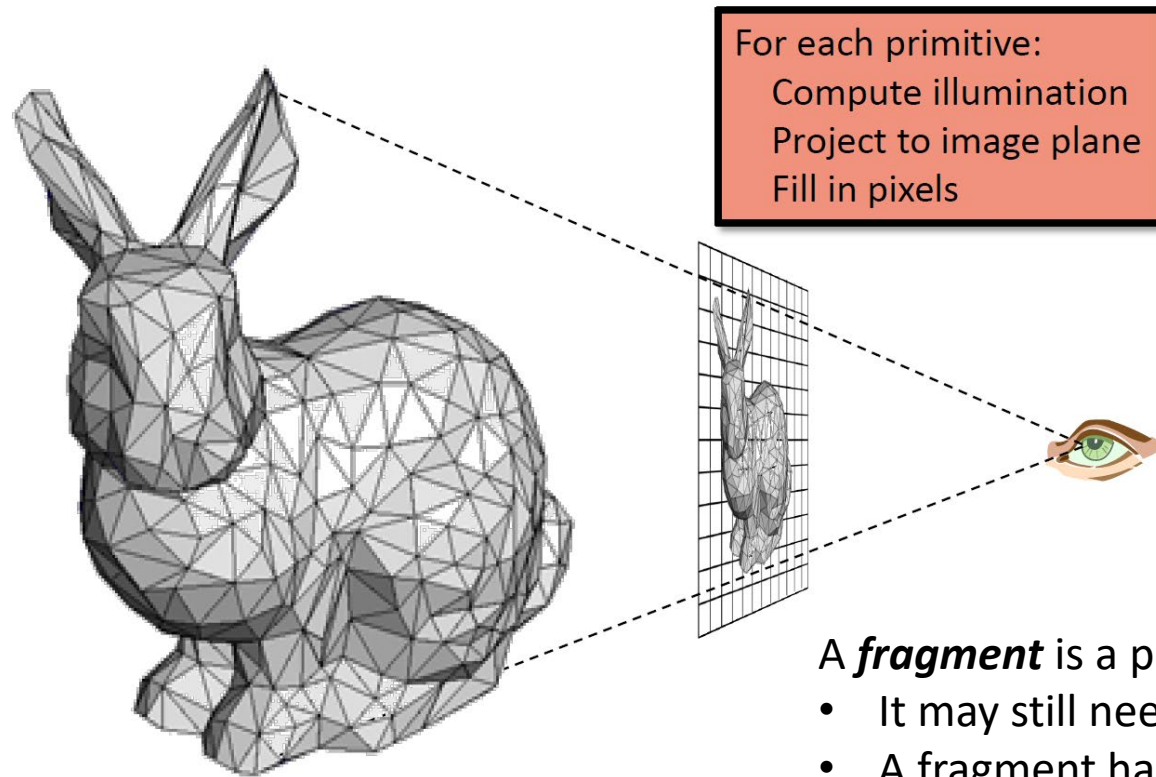 For each primitive:
Compute illumination
Project to image plane
Fill in pixels
A fragment is a p
• It may still nee
• A fragment ha